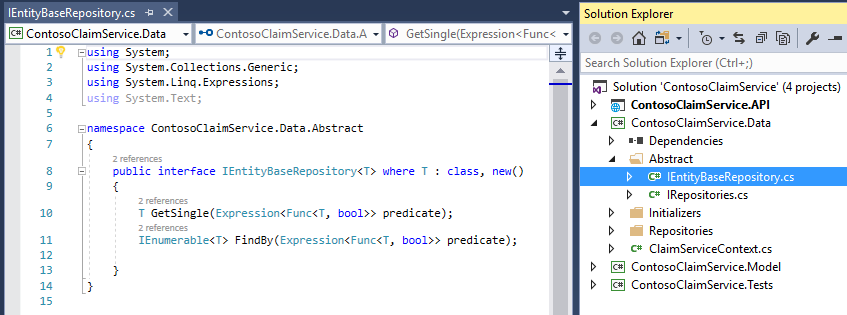 IEntityBaseRepository.cs
ContosoClaimService.Data
ContosoClaimService.Data.A
GetSingle(Expression<Func<
1 using System;
2 using System.Collections.Generic;
3 using System.Linq.Expressions;
4 using System.Text;
5
6 namespace ContosoClaimService.Data.Abstract
7 {
2 references
8 public interface IEntityBaseRepository<T> where T : class, new()
9 {
2 references
10 T GetSingle(Expression<Func<T, bool>> predicate);
2 references
11 IEnumerable<T> FindBy(Expression<Func<T, bool>> predicate);
12
13 }
14 }
15
Solution Explorer
Search Solution Explorer (Ctrl+;)
Solution 'ContosoClaimService' (4 projects)
C# ContosoClaimService.API
C# ContosoClaimService.Data
Dependencies
Abstract
C# IEntityBaseRepository.cs
C# IRepositories.cs
Initializers
Repositories
C# ClaimServiceContext.cs
C# ContosoClaimService.Model
C# ContosoClaimService.Tests